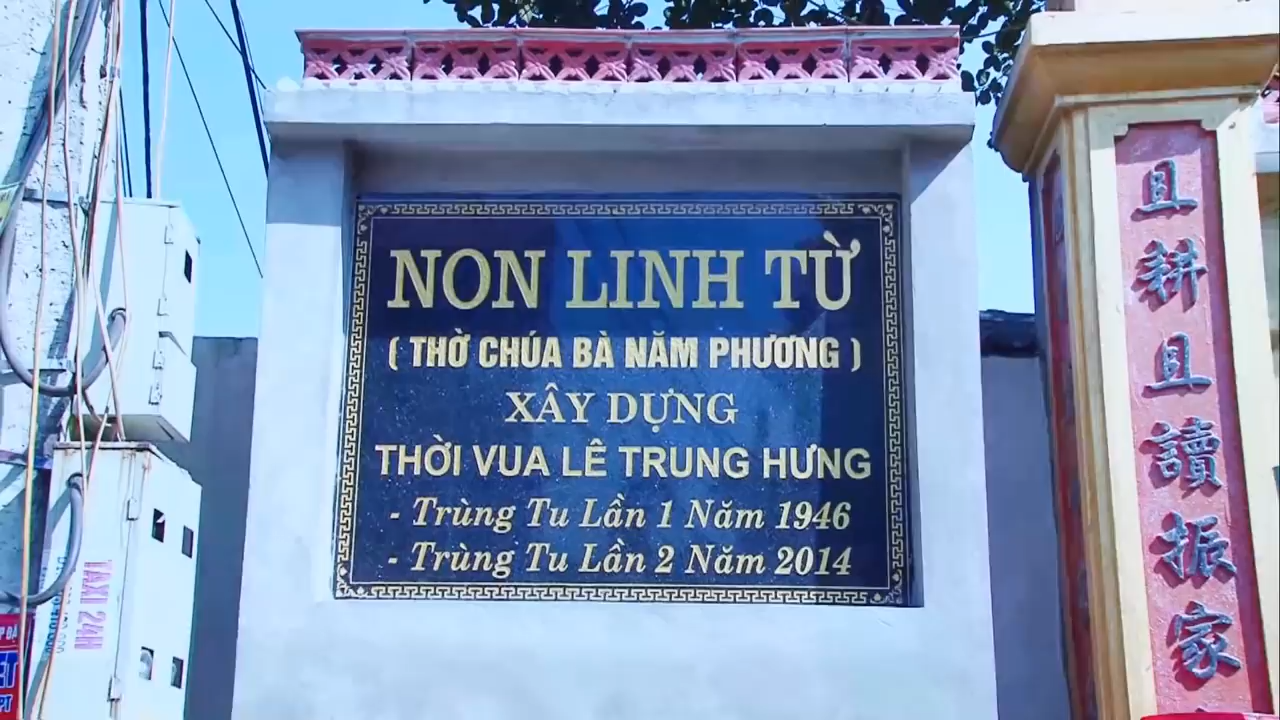 NON LINH TỪ
( THỜ CHÚA BÀ NĂM PHƯƠNG )
XÂY DỰNG
THỜI VUA LÊ TRUNG HƯNG
- Trùng Tu Lần 1 Năm 1946
- Trùng Tu Lần 2 Năm 2014
且耕且讀振家
TAXI 24H